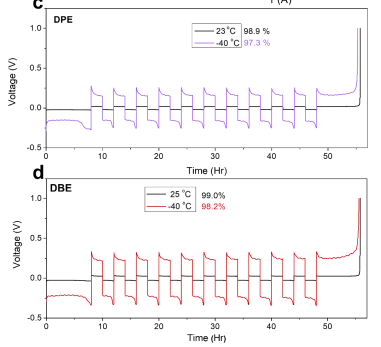 r (A)
c
DPE
23 °C 98.9 %
-40 °C 97.3 %
1.0
0.5
0.0
-0.5
Voltage (V)
0 10 20 30 40 50
Time (Hr)
d
DBE
25 °C 99.0%
-40 °C 98.2%
1.0
0.5
0.0
-0.5
Voltage (V)
0 10 20 30 40 50
Time (Hr)